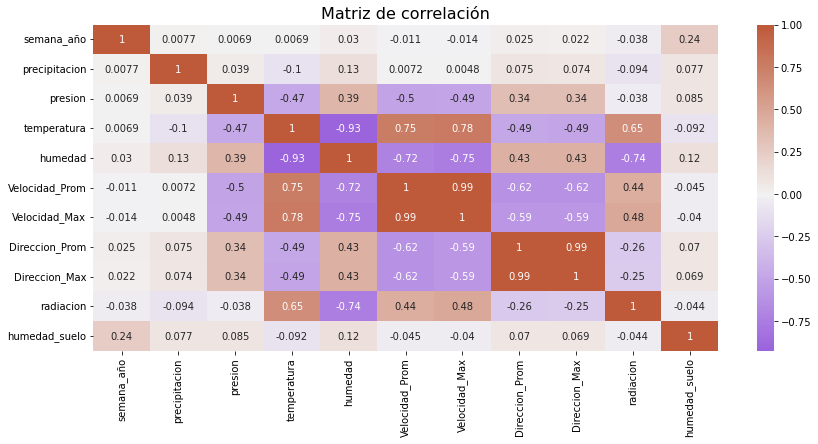 Matriz de correlación
semana_año 1 0.0077 0.0069 0.0069 0.03 -0.011 -0.014 0.025 0.022 -0.038 0.24
precipitacion 0.0077 1 0.039 -0.1 0.13 0.0072 0.0048 0.075 0.074 -0.094 0.077
presion 0.0069 0.039 1 -0.47 0.39 -0.5 -0.49 0.34 0.34 -0.038 0.085
temperatura 0.0069 -0.1 -0.47 1 -0.93 0.75 0.78 -0.49 -0.49 0.65 -0.092
humedad 0.03 0.13 0.39 -0.93 1 -0.72 -0.75 0.43 0.43 -0.74 0.12
Velocidad_Prom -0.011 0.0072 -0.5 0.75 -0.72 1 0.99 -0.62 -0.62 0.44 -0.045
Velocidad_Max -0.014 0.0048 -0.49 0.78 -0.75 0.99 1 -0.59 -0.59 0.48 -0.04
Direccion_Prom 0.025 0.075 0.34 -0.49 0.43 -0.62 -0.59 1 0.99 -0.26 0.07
Direccion_Max 0.022 0.074 0.34 -0.49 0.43 -0.62 -0.59 0.99 1 -0.25 0.069
radiacion -0.038 -0.094 -0.038 0.65 -0.74 0.44 0.48 -0.26 -0.25 1 -0.044
humedad_suelo 0.24 0.077 0.085 -0.092 0.12 -0.045 -0.04 0.07 0.069 -0.044 1
semana_año
precipitacion
presion
temperatura
humedad
Velocidad_Prom
Velocidad_Max
Direccion_Prom
Direccion_Max
radiacion
humedad_suelo
1.00
0.75
0.50
0.25
0.00
-0.25
-0.50
-0.75